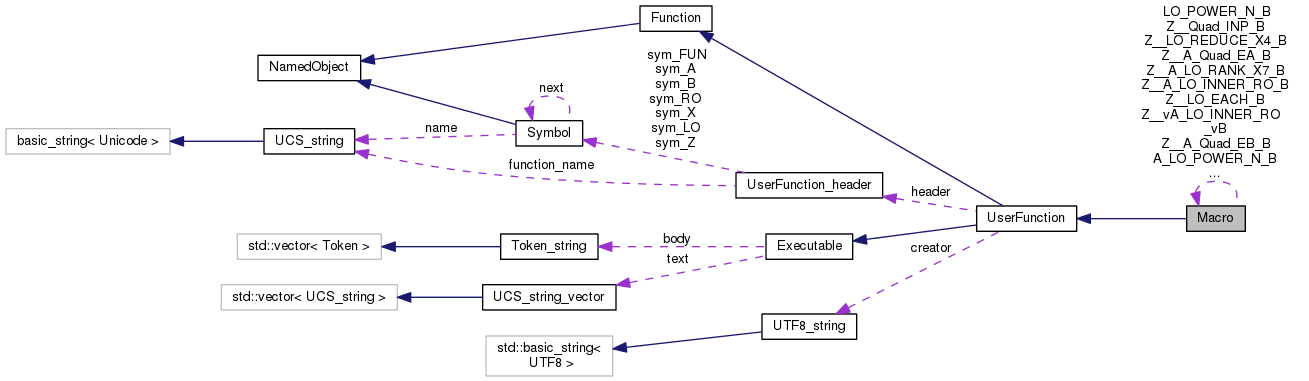 LO_POWER_N_B
Z__Quad_INP_B
Z__LO_REDUCE_X4_B
Z__A_Quad_EA_B
Z__A_LO_RANK_X7_B
Z__A_LO_INNER_RO_B
Z__LO_EACH_B
Z__vA_LO_INNER_RO
_vB
Z__A_Quad_EB_B
A_LO_POWER_N_B
...
Function
NamedObject
sym_FUN
sym_A
sym_B
sym_RO
sym_X
sym_LO
sym_Z
next
Symbol
name
basic_string< Unicode >
UCS_string
function_name
UserFunction_header
header
UserFunction
Macro
std::vector< Token >
Token_string
body
Executable
creator
text
std::vector< UCS_string >
UCS_string_vector
UTF8_string
std::basic_string<
UTF8 >